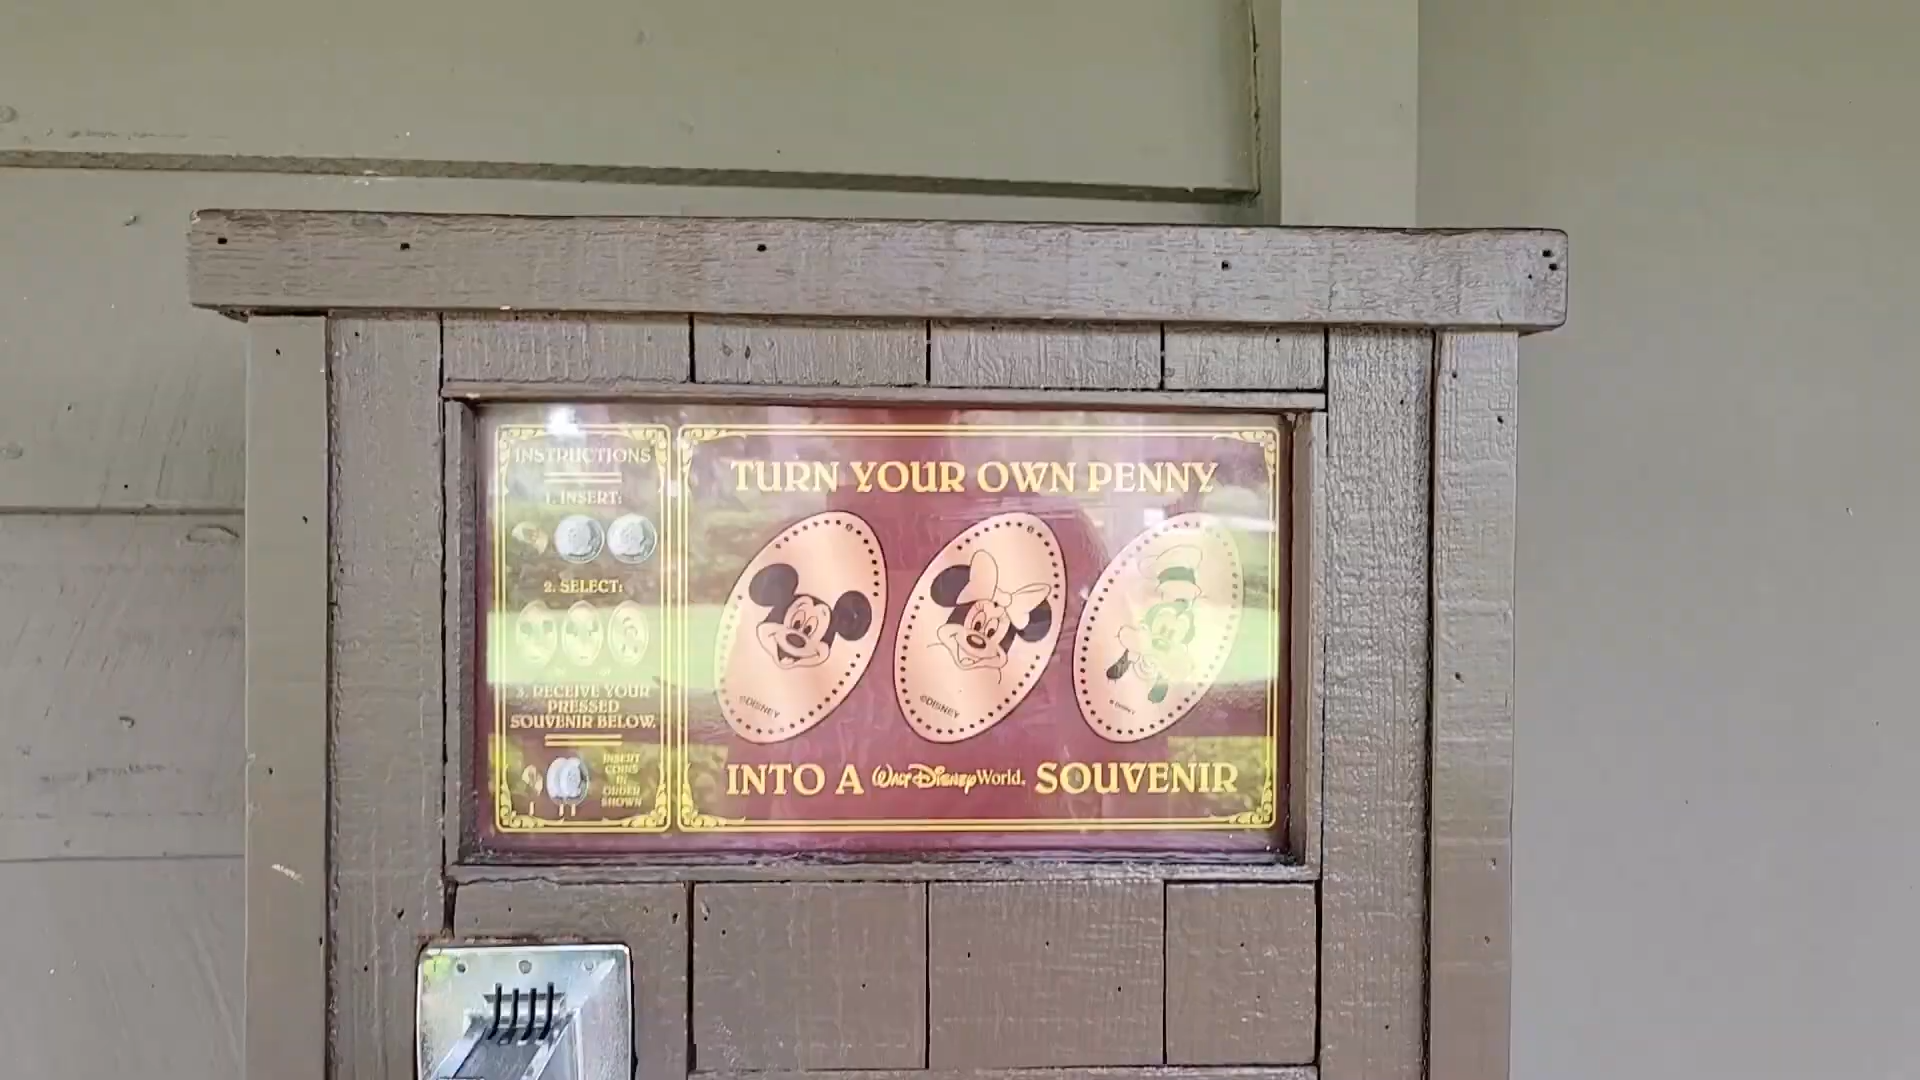 INSTRUCTIONS
1. INSERT:
2. SELECT:
3. RECEIVE YOUR
PRESSED
SOUVENIR BELOW.
INSERT
COINS
IN
ORDER
SHOWN
TURN YOUR OWN PENNY
©DISNEY
©DISNEY
©DISNEY
INTO A Walt Disney World. SOUVENIR